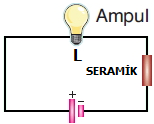 Ampul
L
SERAMİK
+ -